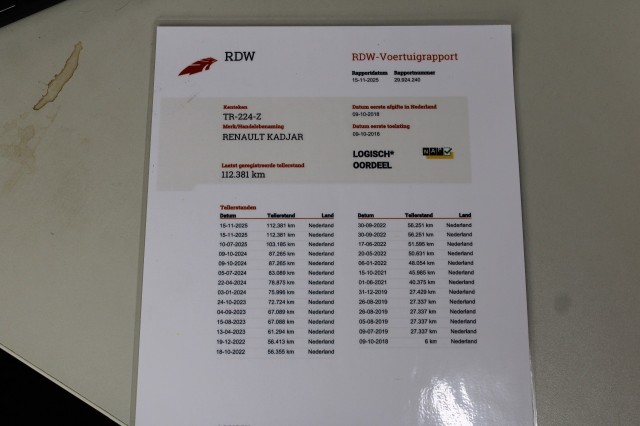 RDW
RDW-Voertuigrapport
Rapportdatum Rapportnummer
15-11-2025 29.924.240
Kenteken
TR-224-Z
Merk/Handelsbenaming
RENAULT KADJAR
Laatst geregistreerde tellerstand
112.381 km
Datum eerste afgifte in Nederland
09-10-2018
Datum eerste toelating
09-10-2018
LOGISCH*
OORDEEL
NAP
Tellerstanden
Datum Tellerstand Land
15-11-2025 112.381 km Nederland
15-11-2025 112.381 km Nederland
10-07-2025 103.165 km Nederland
09-10-2024 87.265 km Nederland
09-10-2024 87.265 km Nederland
05-07-2024 83.089 km Nederland
22-04-2024 78.875 km Nederland
03-01-2024 75.996 km Nederland
24-10-2023 72.724 km Nederland
04-09-2023 67.089 km Nederland
15-08-2023 67.068 km Nederland
13-04-2023 61.294 km Nederland
19-12-2022 56.413 km Nederland
18-10-2022 56.355 km Nederland
Datum Tellerstand Land
30-09-2022 56.251 km Nederland
30-09-2022 56.251 km Nederland
17-06-2022 51.595 km Nederland
20-05-2022 50.631 km Nederland
06-01-2022 46.054 km Nederland
15-10-2021 45.965 km Nederland
01-06-2021 40.375 km Nederland
31-12-2019 27.429 km Nederland
26-08-2019 27.337 km Nederland
26-08-2019 27.337 km Nederland
05-08-2019 27.337 km Nederland
09-07-2019 27.337 km Nederland
09-10-2018 6 km Nederland